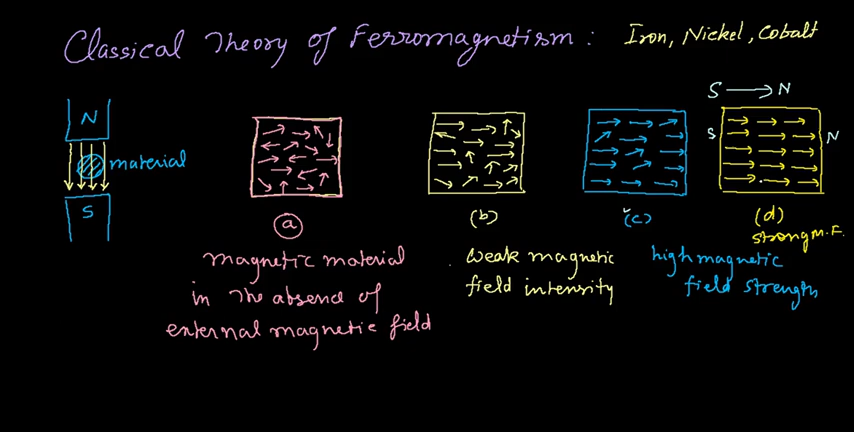 Classical Theory of Ferromagnetism : Iron, Nickel, Cobalt
N
material
S
S → N
S
N
(a)
(b)
(c)
(d)
strong M.F.
magnetic material
in The absence of
external magnetic field
weak magnetic
field intensity
high magnetic
field strength